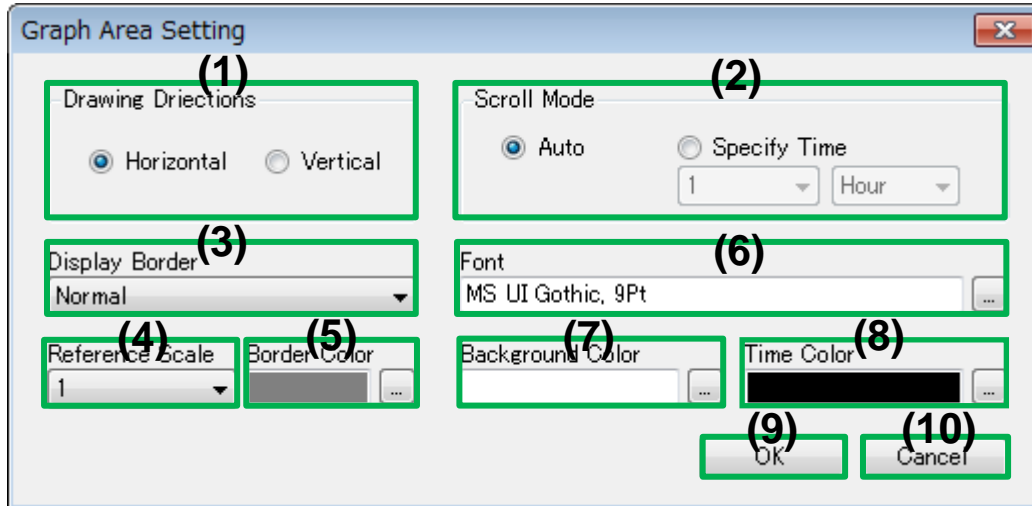 Graph Area Setting
(1)
(2)
Drawing Driections
Scroll Mode
Horizontal
Vertical
Auto
Specify Time
1
Hour
(3)
(6)
Display Border
Font
Normal
MS UI Gothic, 9Pt
...
(4)
(5)
(7)
(8)
Reference Scale
Border Color
Background Color
Time Color
1
...
...
...
(9)
(10)
OK
Cancel